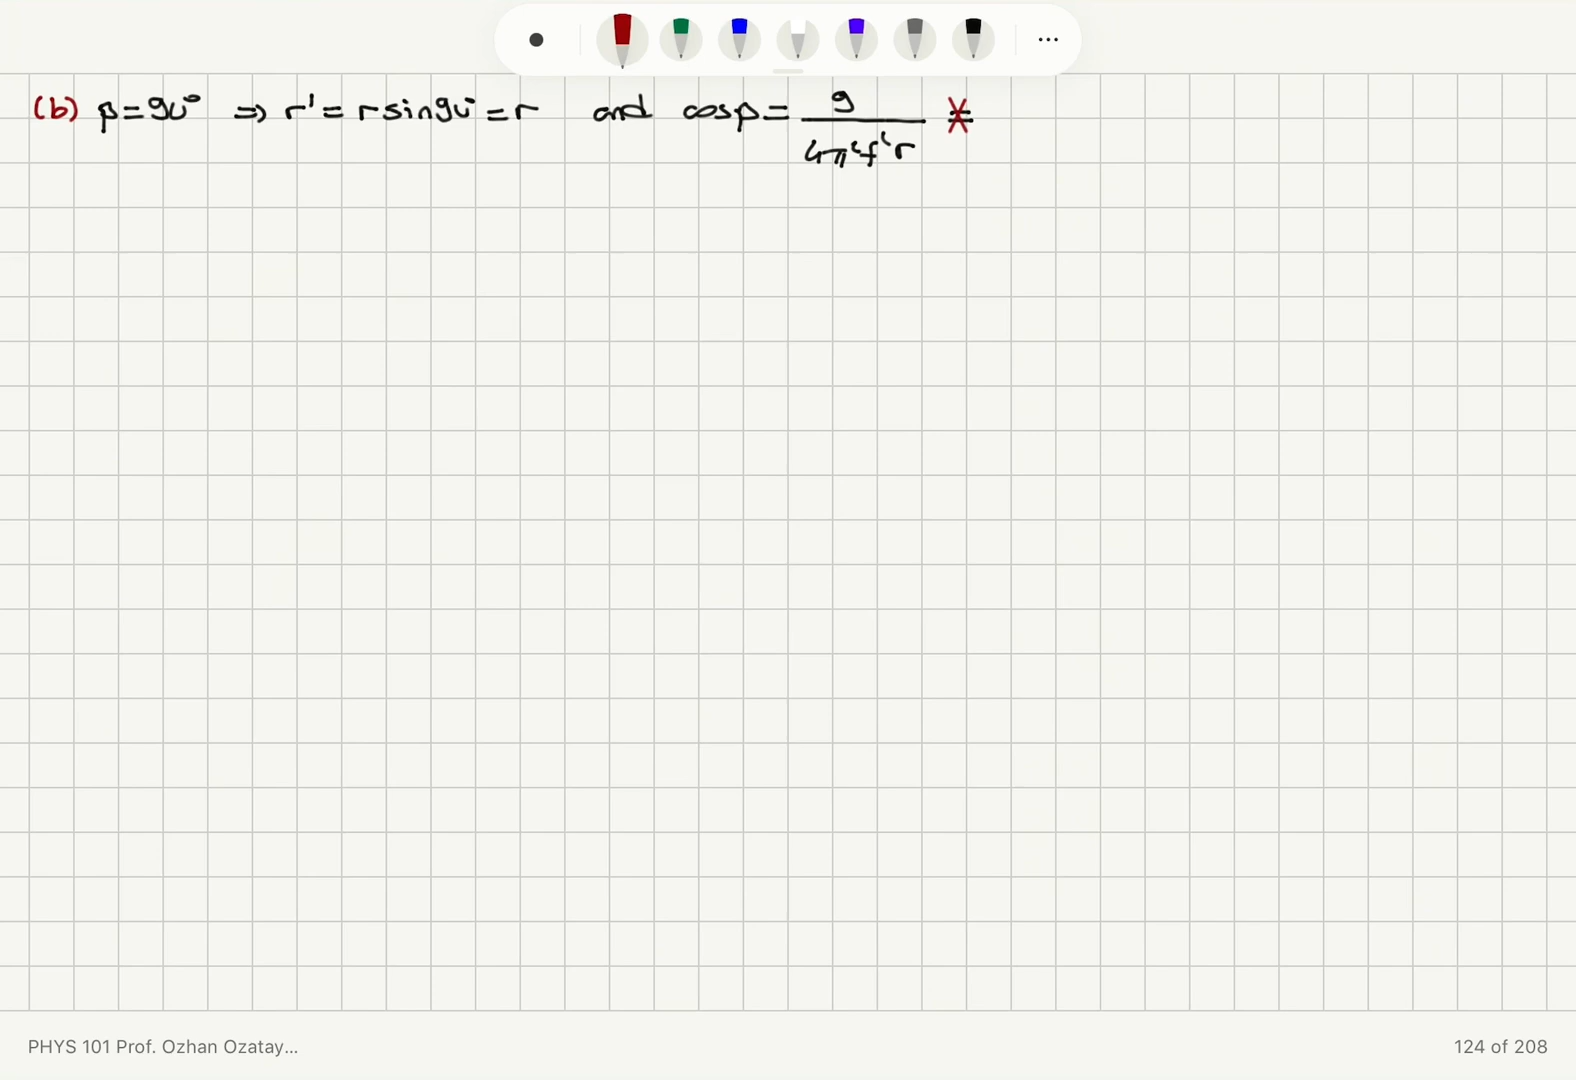 (b) β=90° ⇒ r' = r sin90° = r and cosβ = g / 4π²f²r *
PHYS 101 Prof. Ozhan Ozatay...
124 of 208